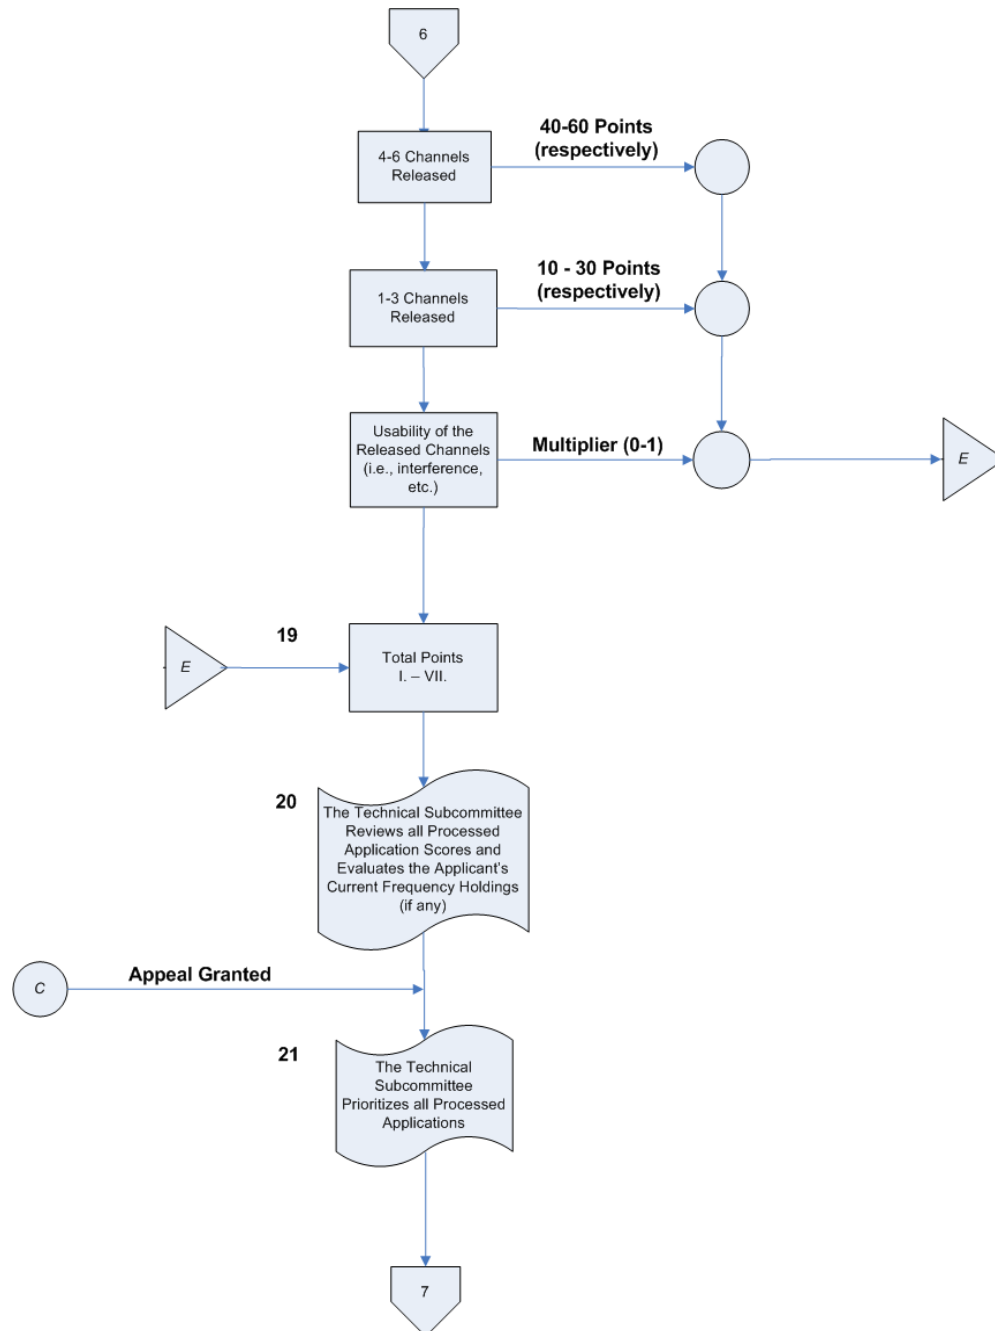 6
4-6 Channels
Released
40-60 Points
(respectively)
1-3 Channels
Released
10 - 30 Points
(respectively)
Usability of the
Released Channels
(i.e., interference,
etc.)
Multiplier (0-1)
E
E
19
Total Points
I. – VII.
20
The Technical Subcommittee
Reviews all Processed
Application Scores and
Evaluates the Applicant's
Current Frequency Holdings
(if any)
C
Appeal Granted
21
The Technical
Subcommittee
Prioritizes all Processed
Applications
7